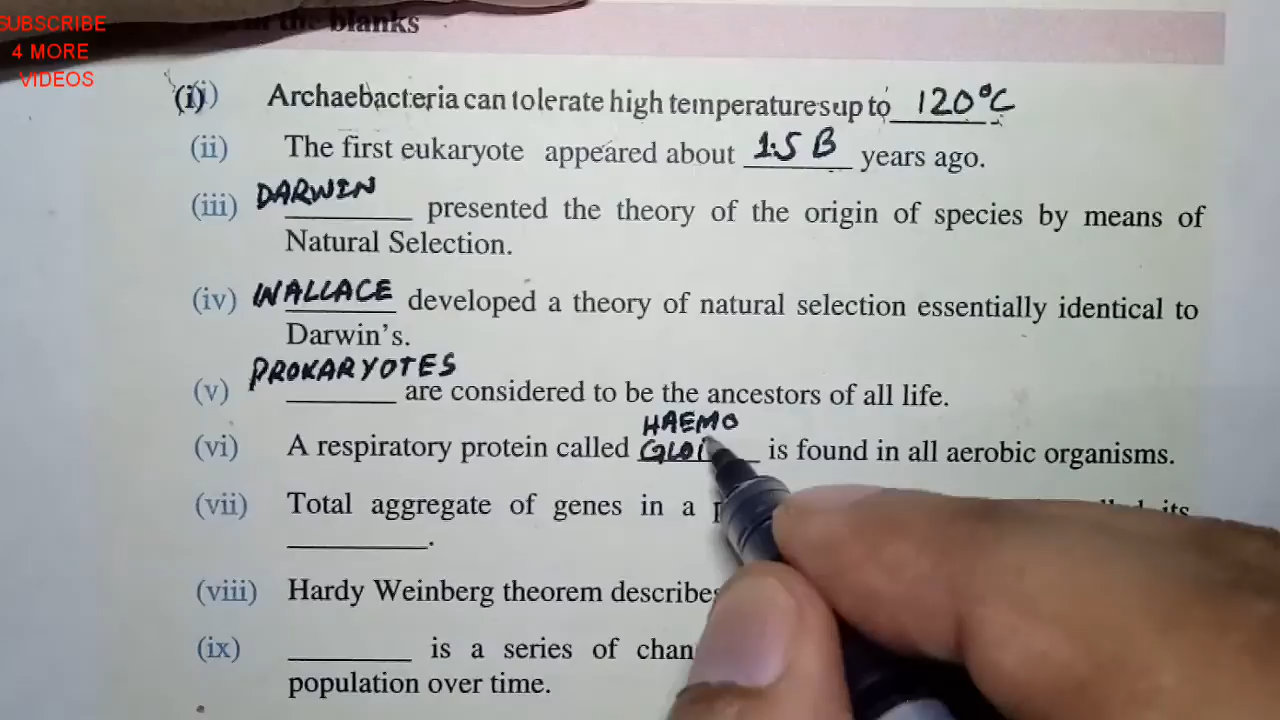 SUBSCRIBE
4 MORE
VIDEOS
in the blanks
(i) Archaebacteria can tolerate high temperatures up to 120°C
(ii) The first eukaryote appeared about 1.5 B years ago.
(iii) DARWIN presented the theory of the origin of species by means of
Natural Selection.
(iv) WALLACE developed a theory of natural selection essentially identical to
Darwin's.
(v) PROKARYOTES are considered to be the ancestors of all life.
HAEMO
(vi) A respiratory protein called GLO is found in all aerobic organisms.
(vii) Total aggregate of genes in a its
.
(viii) Hardy Weinberg theorem describes
(ix) is a series of
population over time.